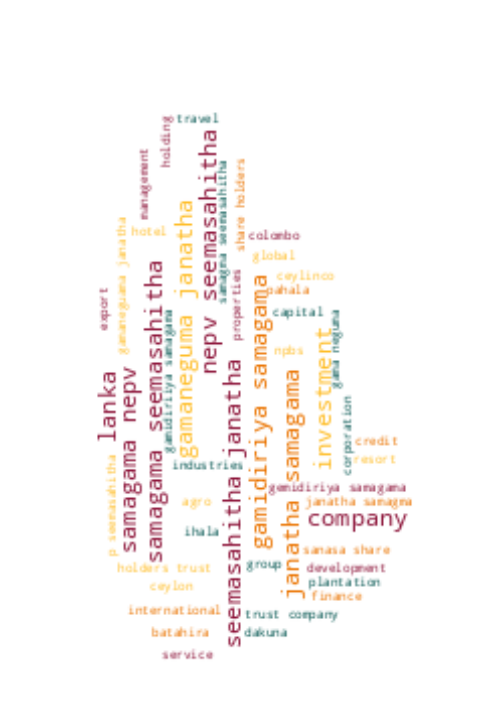 travel
holding
nepv seemasahitha
management
samagna seemasahitha
share holders
gamaneguma janatha
gamaneguma janatha
hotel
colombo
global
samagama seemasahitha
properties
ceylinco
gamidiriya samagama
pahala
export
gamidiriya samagama
capital
gama neguna
investment
npbs
seemasahitha janatha
lanka
samagama nepv
janatha samagama
corporation
credit
p seemasahitha
resort
industries
gemidiriya samagama
agro
janatha samagma
company
ihala
sanasa share
holders trust
group
development
plantation
ceylon
finance
international
trust company
batahira
dakuna
service